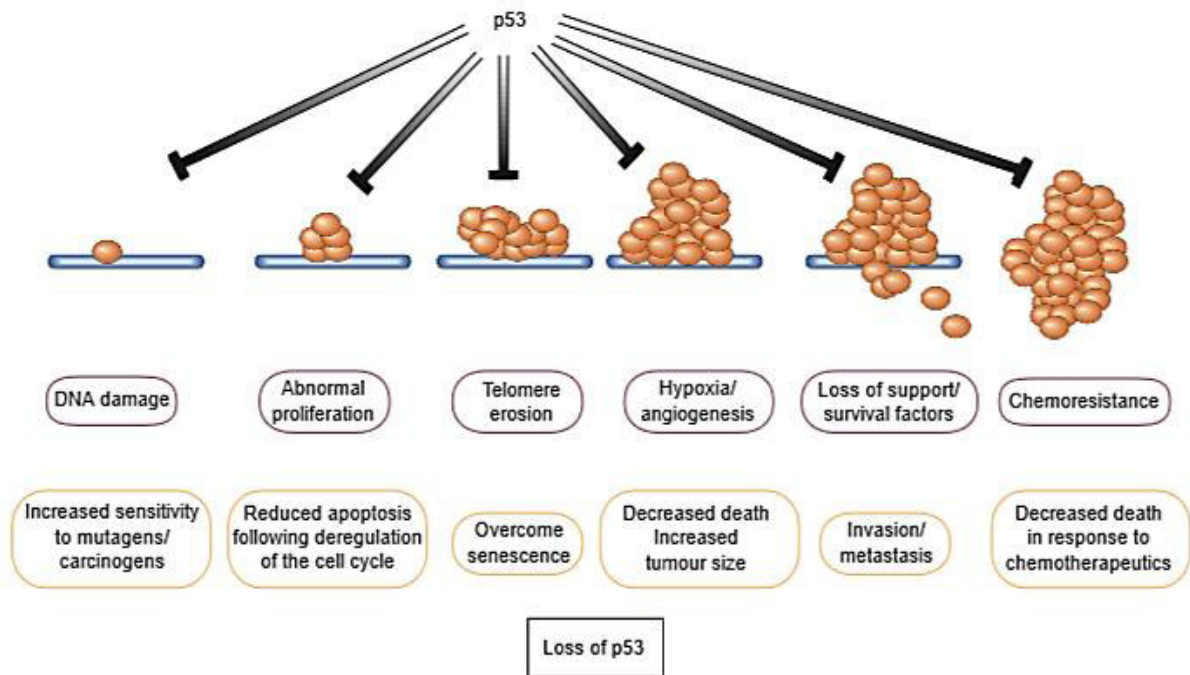 p53
DNA damage
Abnormal
proliferation
Telomere
erosion
Hypoxia/
angiogenesis
Loss of support/
survival factors
Chemoresistance
Increased sensitivity
to mutagens/
carcinogens
Reduced apoptosis
following deregulation
of the cell cycle
Overcome
senescence
Decreased death
Increased
tumour size
Invasion/
metastasis
Decreased death
in response to
chemotherapeutics
Loss of p53